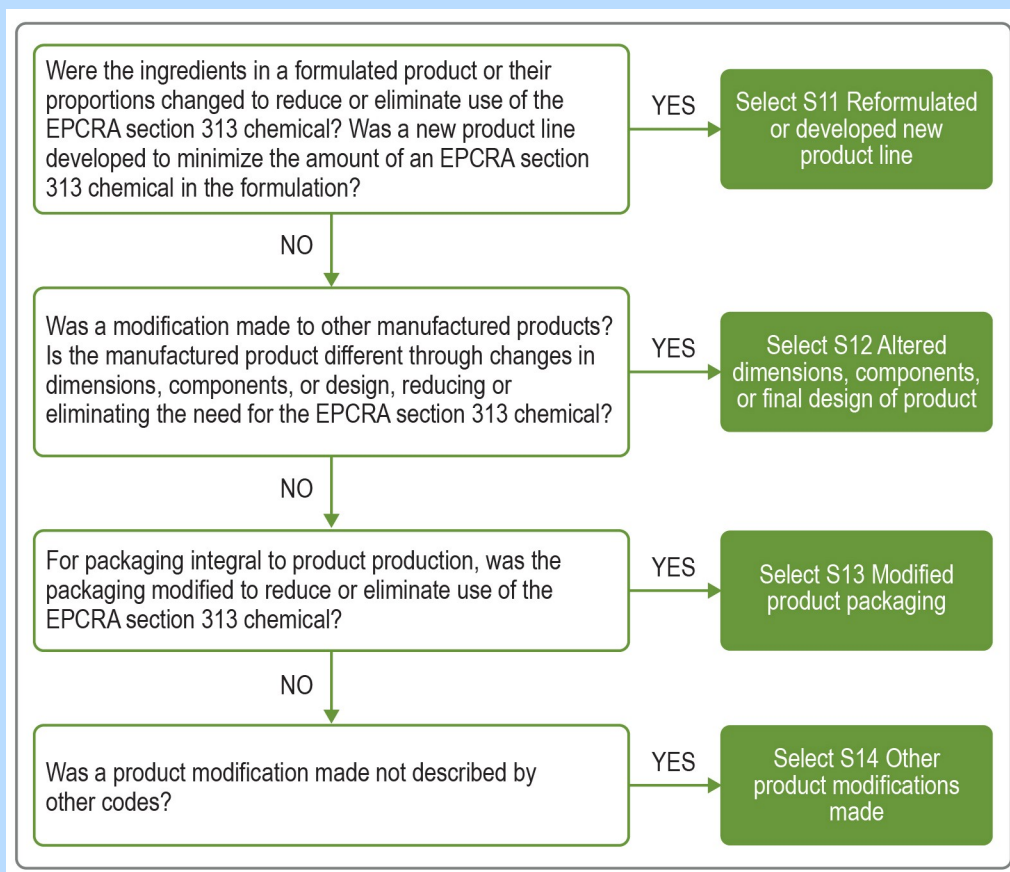 Were the ingredients in a formulated product or their
proportions changed to reduce or eliminate use of the
EPCRA section 313 chemical? Was a new product line
developed to minimize the amount of an EPCRA section
313 chemical in the formulation?
YES
Select S11 Reformulated
or developed new
product line
NO
Was a modification made to other manufactured products?
Is the manufactured product different through changes in
dimensions, components, or design, reducing or
eliminating the need for the EPCRA section 313 chemical?
YES
Select S12 Altered
dimensions, components,
or final design of product
NO
For packaging integral to product production, was the
packaging modified to reduce or eliminate use of the
EPCRA section 313 chemical?
YES
Select S13 Modified
product packaging
NO
Was a product modification made not described by
other codes?
YES
Select S14 Other
product modifications
made